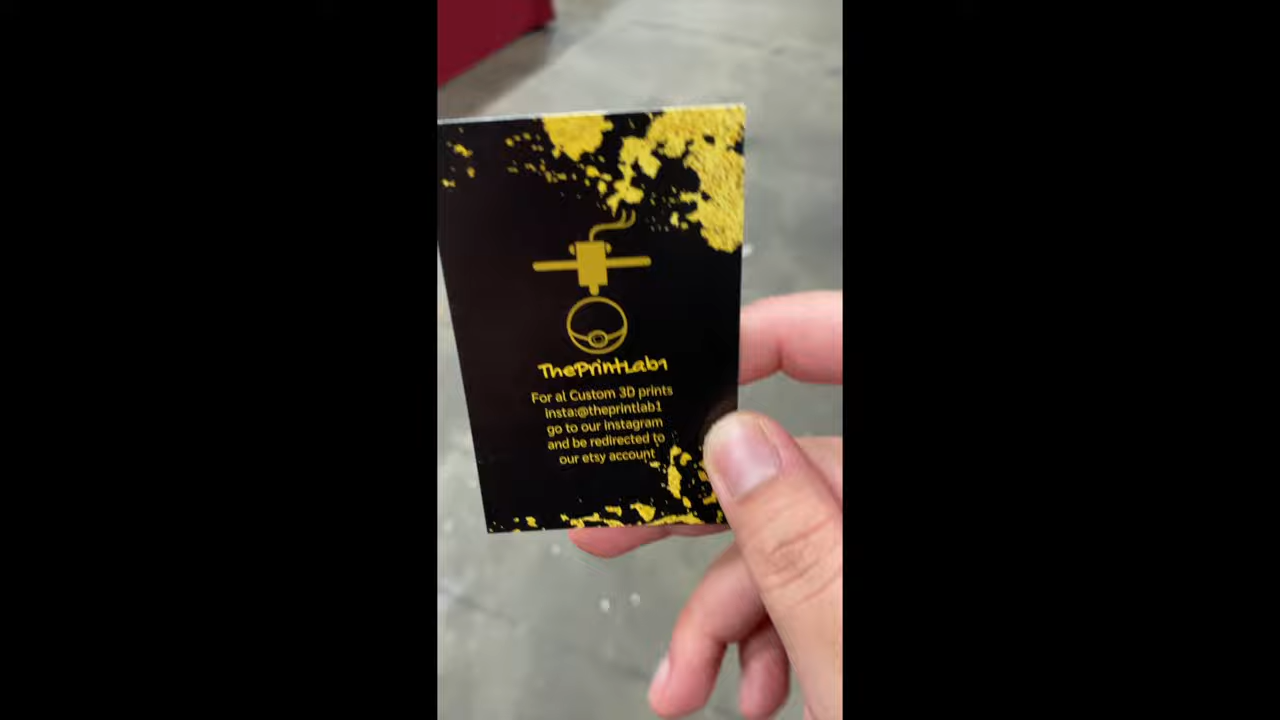 ThePrintLab1
For al Custom 3D prints
insta:@theprintlab1
go to our instagram
and be redirected to
our etsy account